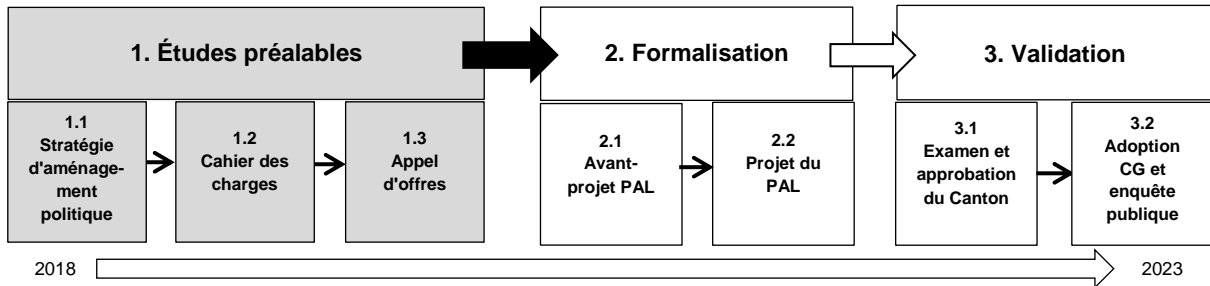 1. Études préalables
2. Formalisation
3. Validation
1.1
Stratégie
d'aménage-
ment
politique
1.2
Cahier des
charges
1.3
Appel
d'offres
2.1
Avant-
projet PAL
2.2
Projet du
PAL
3.1
Examen et
approbation
du Canton
3.2
Adoption
CG et
enquête
publique
2018
2023